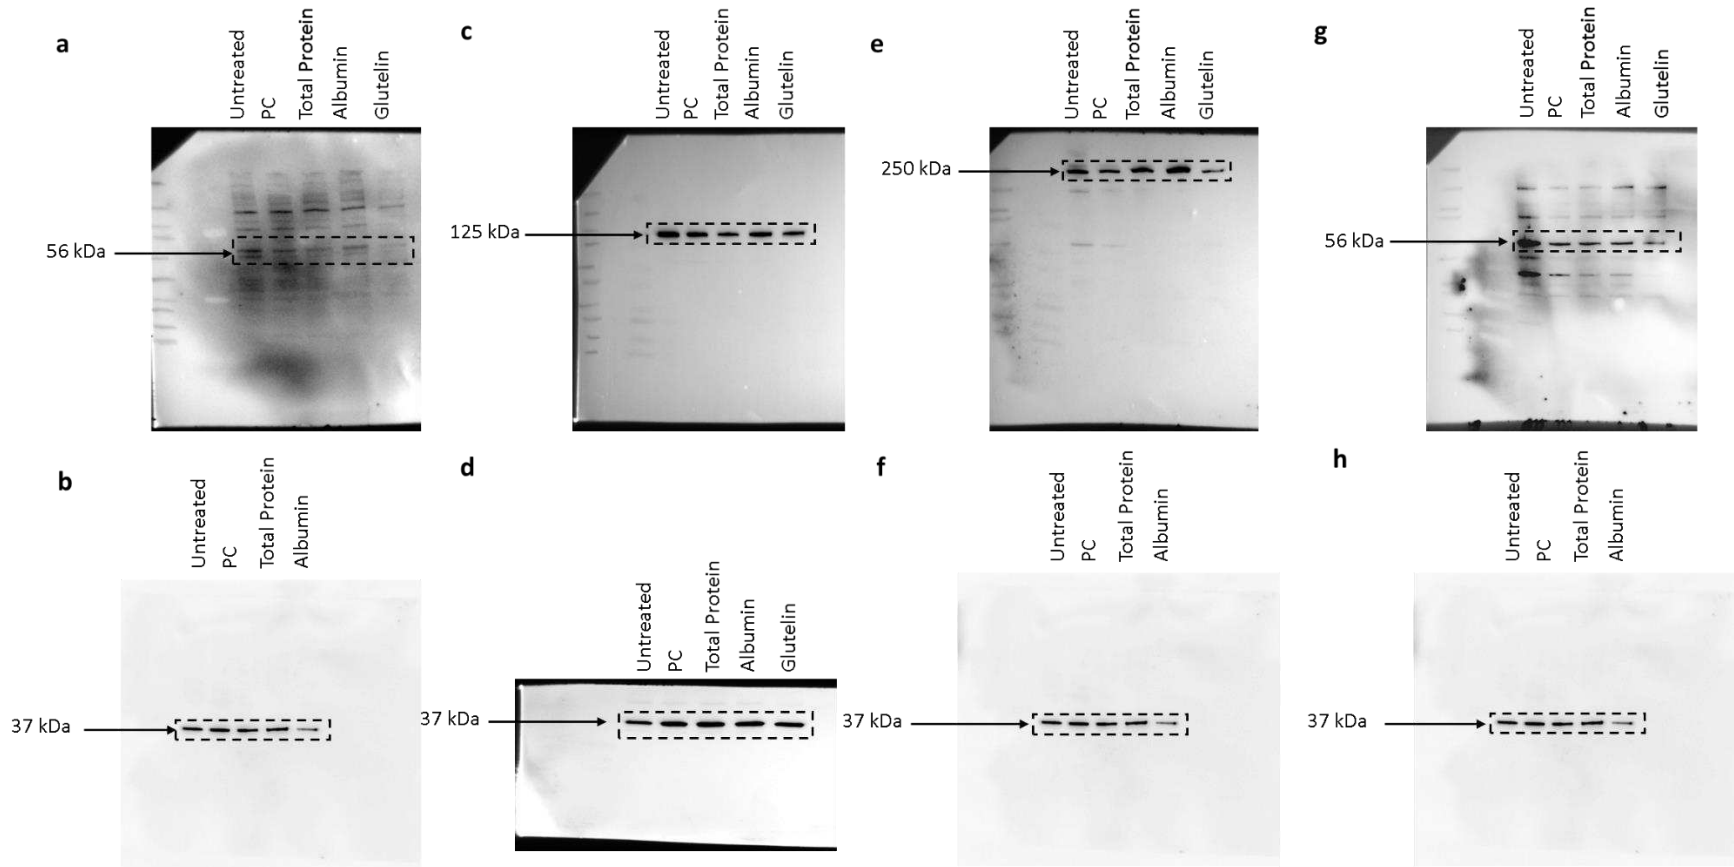 a
Untreated
PC
Total Protein
Albumin
Glutelin
56 kDa
c
Untreated
PC
Total Protein
Albumin
Glutelin
125 kDa
e
Untreated
PC
Total Protein
Albumin
Glutelin
250 kDa
g
Untreated
PC
Total Protein
Albumin
Glutelin
56 kDa
b
Untreated
PC
Total Protein
Albumin
37 kDa
d
Untreated
PC
Total Protein
Albumin
Glutelin
37 kDa
f
Untreated
PC
Total Protein
Albumin
37 kDa
h
Untreated
PC
Total Protein
Albumin
37 kDa